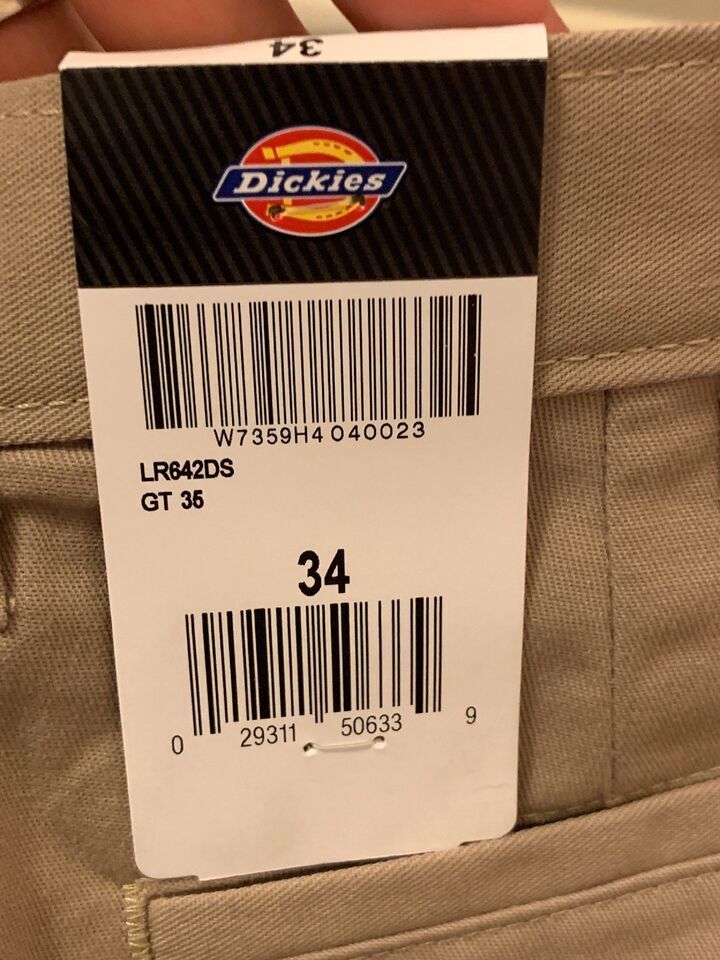 34
Dickies
W7359H4 040023
LR642DS
GT 35
34
0 29311 50633 9